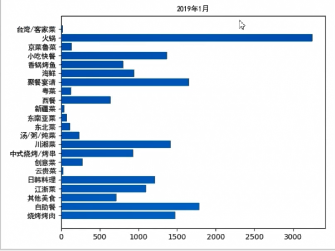 2019年1月
台湾/客家菜
火锅
京菜鲁菜
小吃快餐
香锅烤鱼
海鲜
聚餐宴请
粤菜
西餐
新疆菜
东南亚菜
东北菜
汤/粥/炖菜
川湘菜
中式烧烤/烤串
创意菜
云贵菜
日韩料理
江浙菜
其他美食
自助餐
烧烤烤肉
0 500 1000 1500 2000 2500 3000